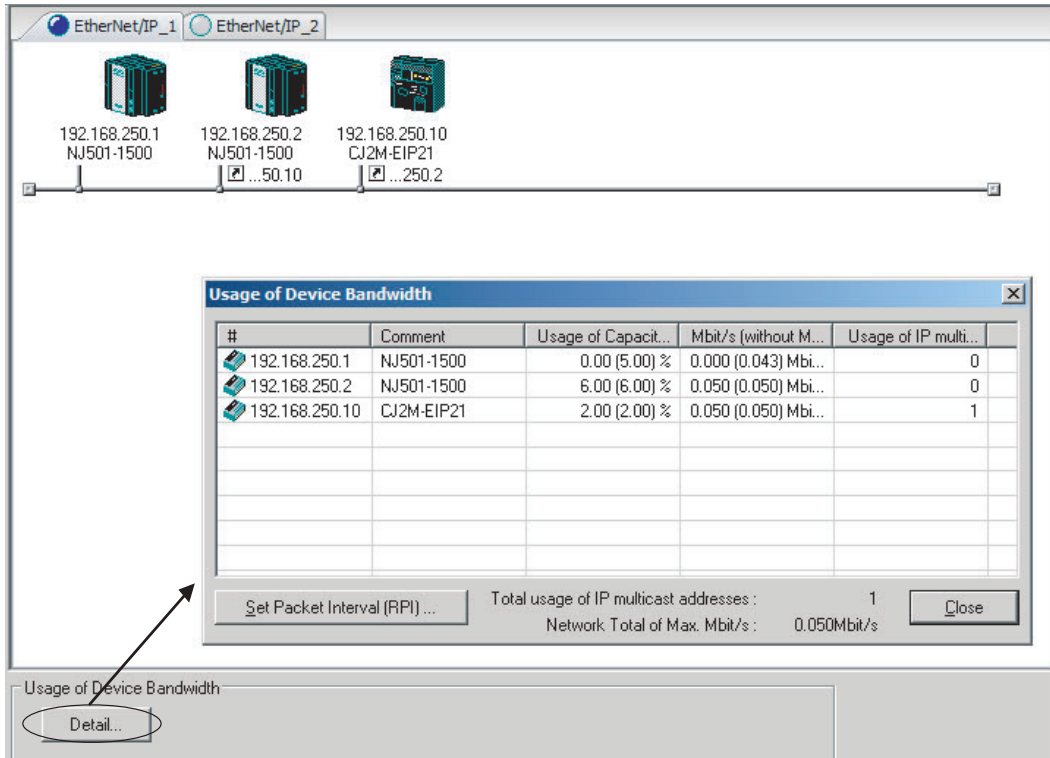 EtherNet/IP_1 EtherNet/IP_2
192.168.250.1 192.168.250.2 192.168.250.10
NJ501-1500 NJ501-1500 CJ2M-EIP21
...50.10 ...250.2
Usage of Device Bandwidth
# Comment Usage of Capacit... Mbit/s (without M... Usage of IP multi...
192.168.250.1 NJ501-1500 0.00 (5.00) % 0.000 (0.043) Mbi... 0
192.168.250.2 NJ501-1500 6.00 (6.00) % 0.050 (0.050) Mbi... 0
192.168.250.10 CJ2M-EIP21 2.00 (2.00) % 0.050 (0.050) Mbi... 1
Set Packet Interval (RPI) ... Total usage of IP multicast addresses : 1 Close
Network Total of Max. Mbit/s : 0.050Mbit/s
Usage of Device Bandwidth
Detail...